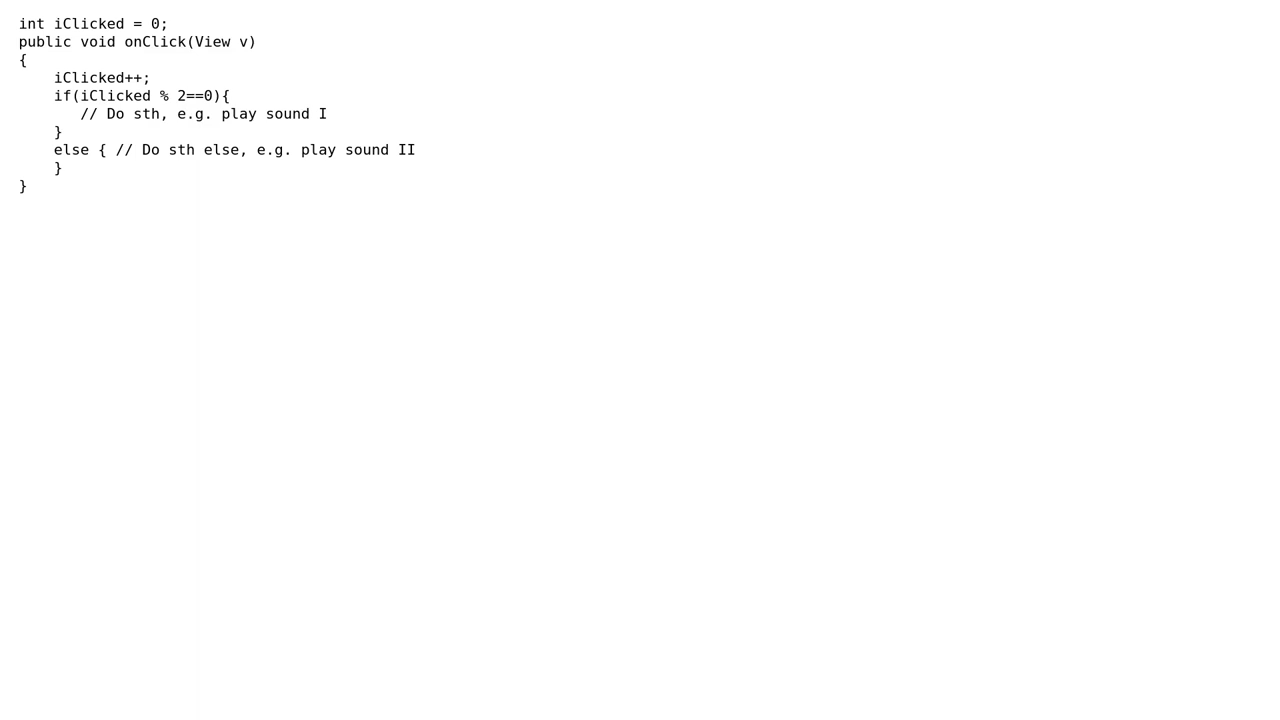 int iClicked = 0;
public void onClick(View v)
{
    iClicked++;
    if(iClicked % 2==0){
       // Do sth, e.g. play sound I
    }
    else { // Do sth else, e.g. play sound II
    }
}